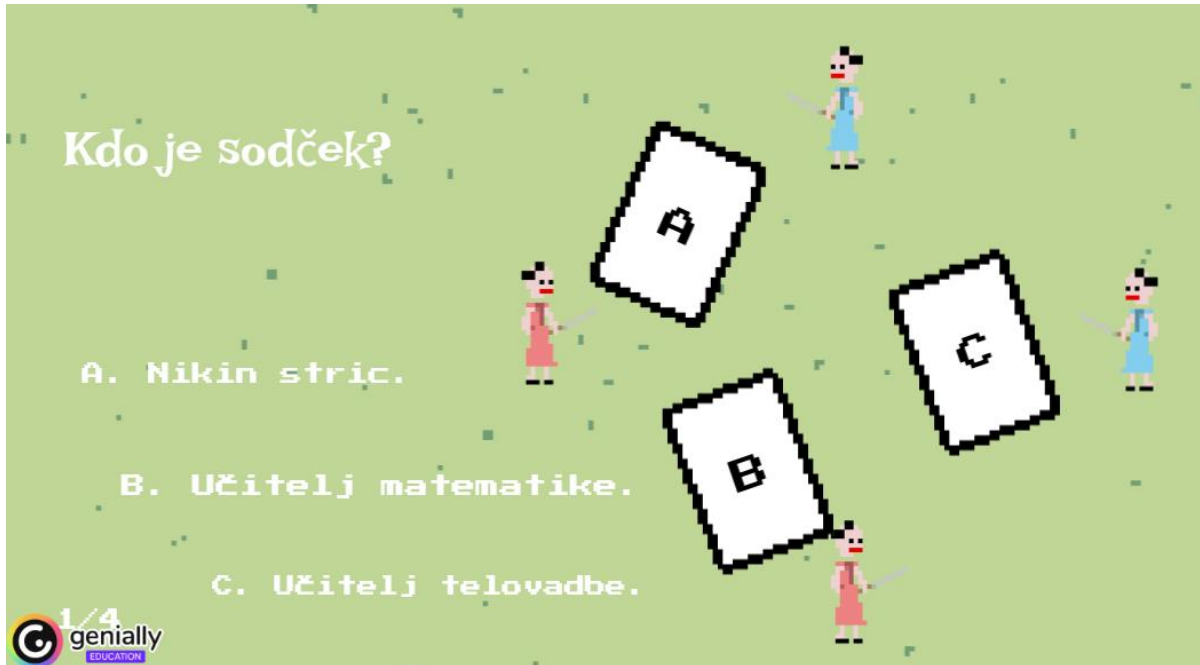 Kdo je sodček?
A
C
A. Nikin stric.
B
B. Učitelj matematike.
C. Učitelj telovadbe.
1/4
genially
EDUCATION